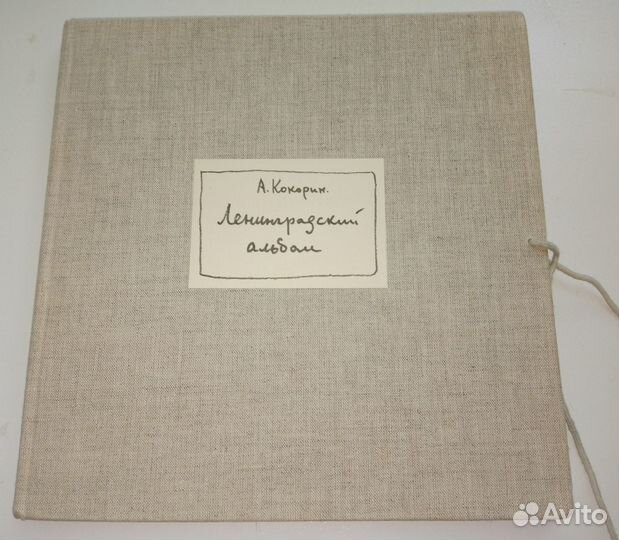 А. Кокорин.
Ленинградский
альбом
Avito